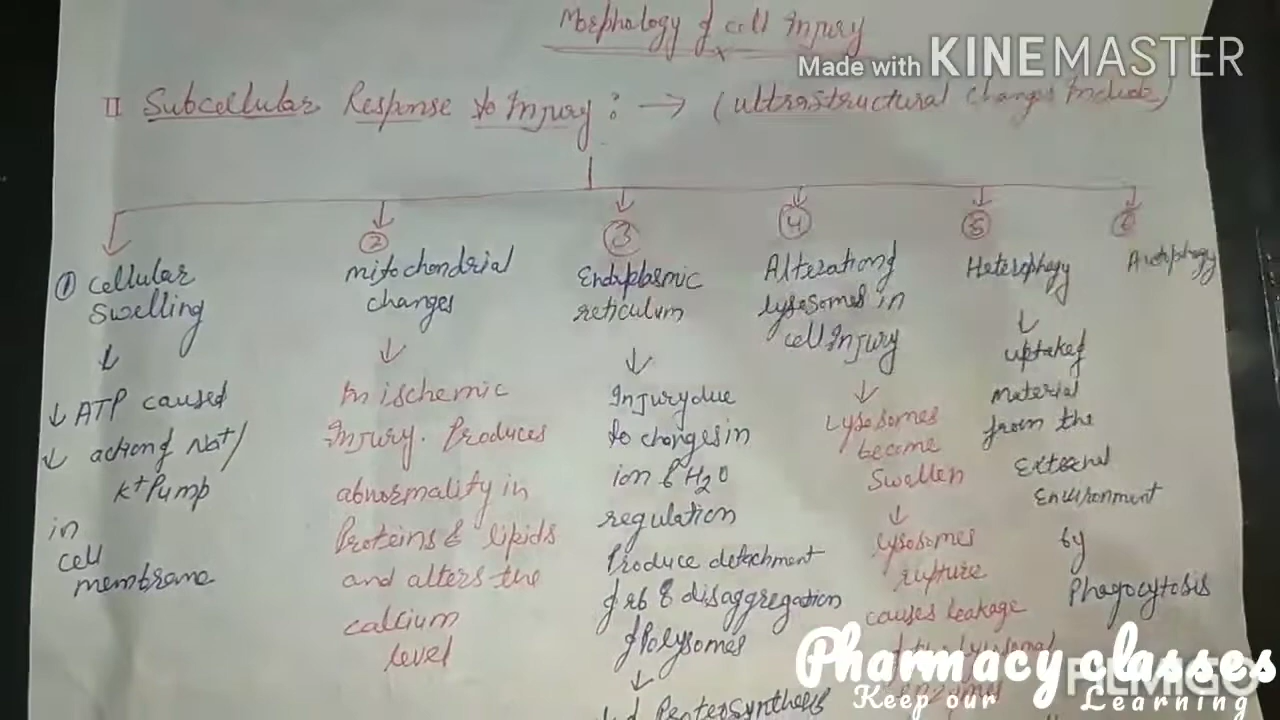 Morphology of cell Injury
Made with KINEMASTER
II Subcellular Response to Injury : → (ultrastructural changes Include)
① cellular
swelling
↓
↓ ATP caused
↓ action of Na+/
K+ Pump
in
cell
membrane
②
mitochondrial
changes
↓
In ischemic
Injury. Produces
abnormality in
Proteins & lipids
and alters the
calcium
level
③
Endoplasmic
reticulum
↓
Injury due
to changes in
ion & H2O
regulation
Produce detachment
of rb & disaggregation
of Polysomes
↓
④
Alteration of
lysosomes in
cell Injury
↓
Lysosomes
become
Swollen
↓
lysosomes
rupture
causes leakage
⑤
Heterophagy
↓
uptake of
material
from the
External
Environment
by
Phagocytosis
⑥
Autophagy
Pharmacy classes
Keep our Learning
FILMIGO